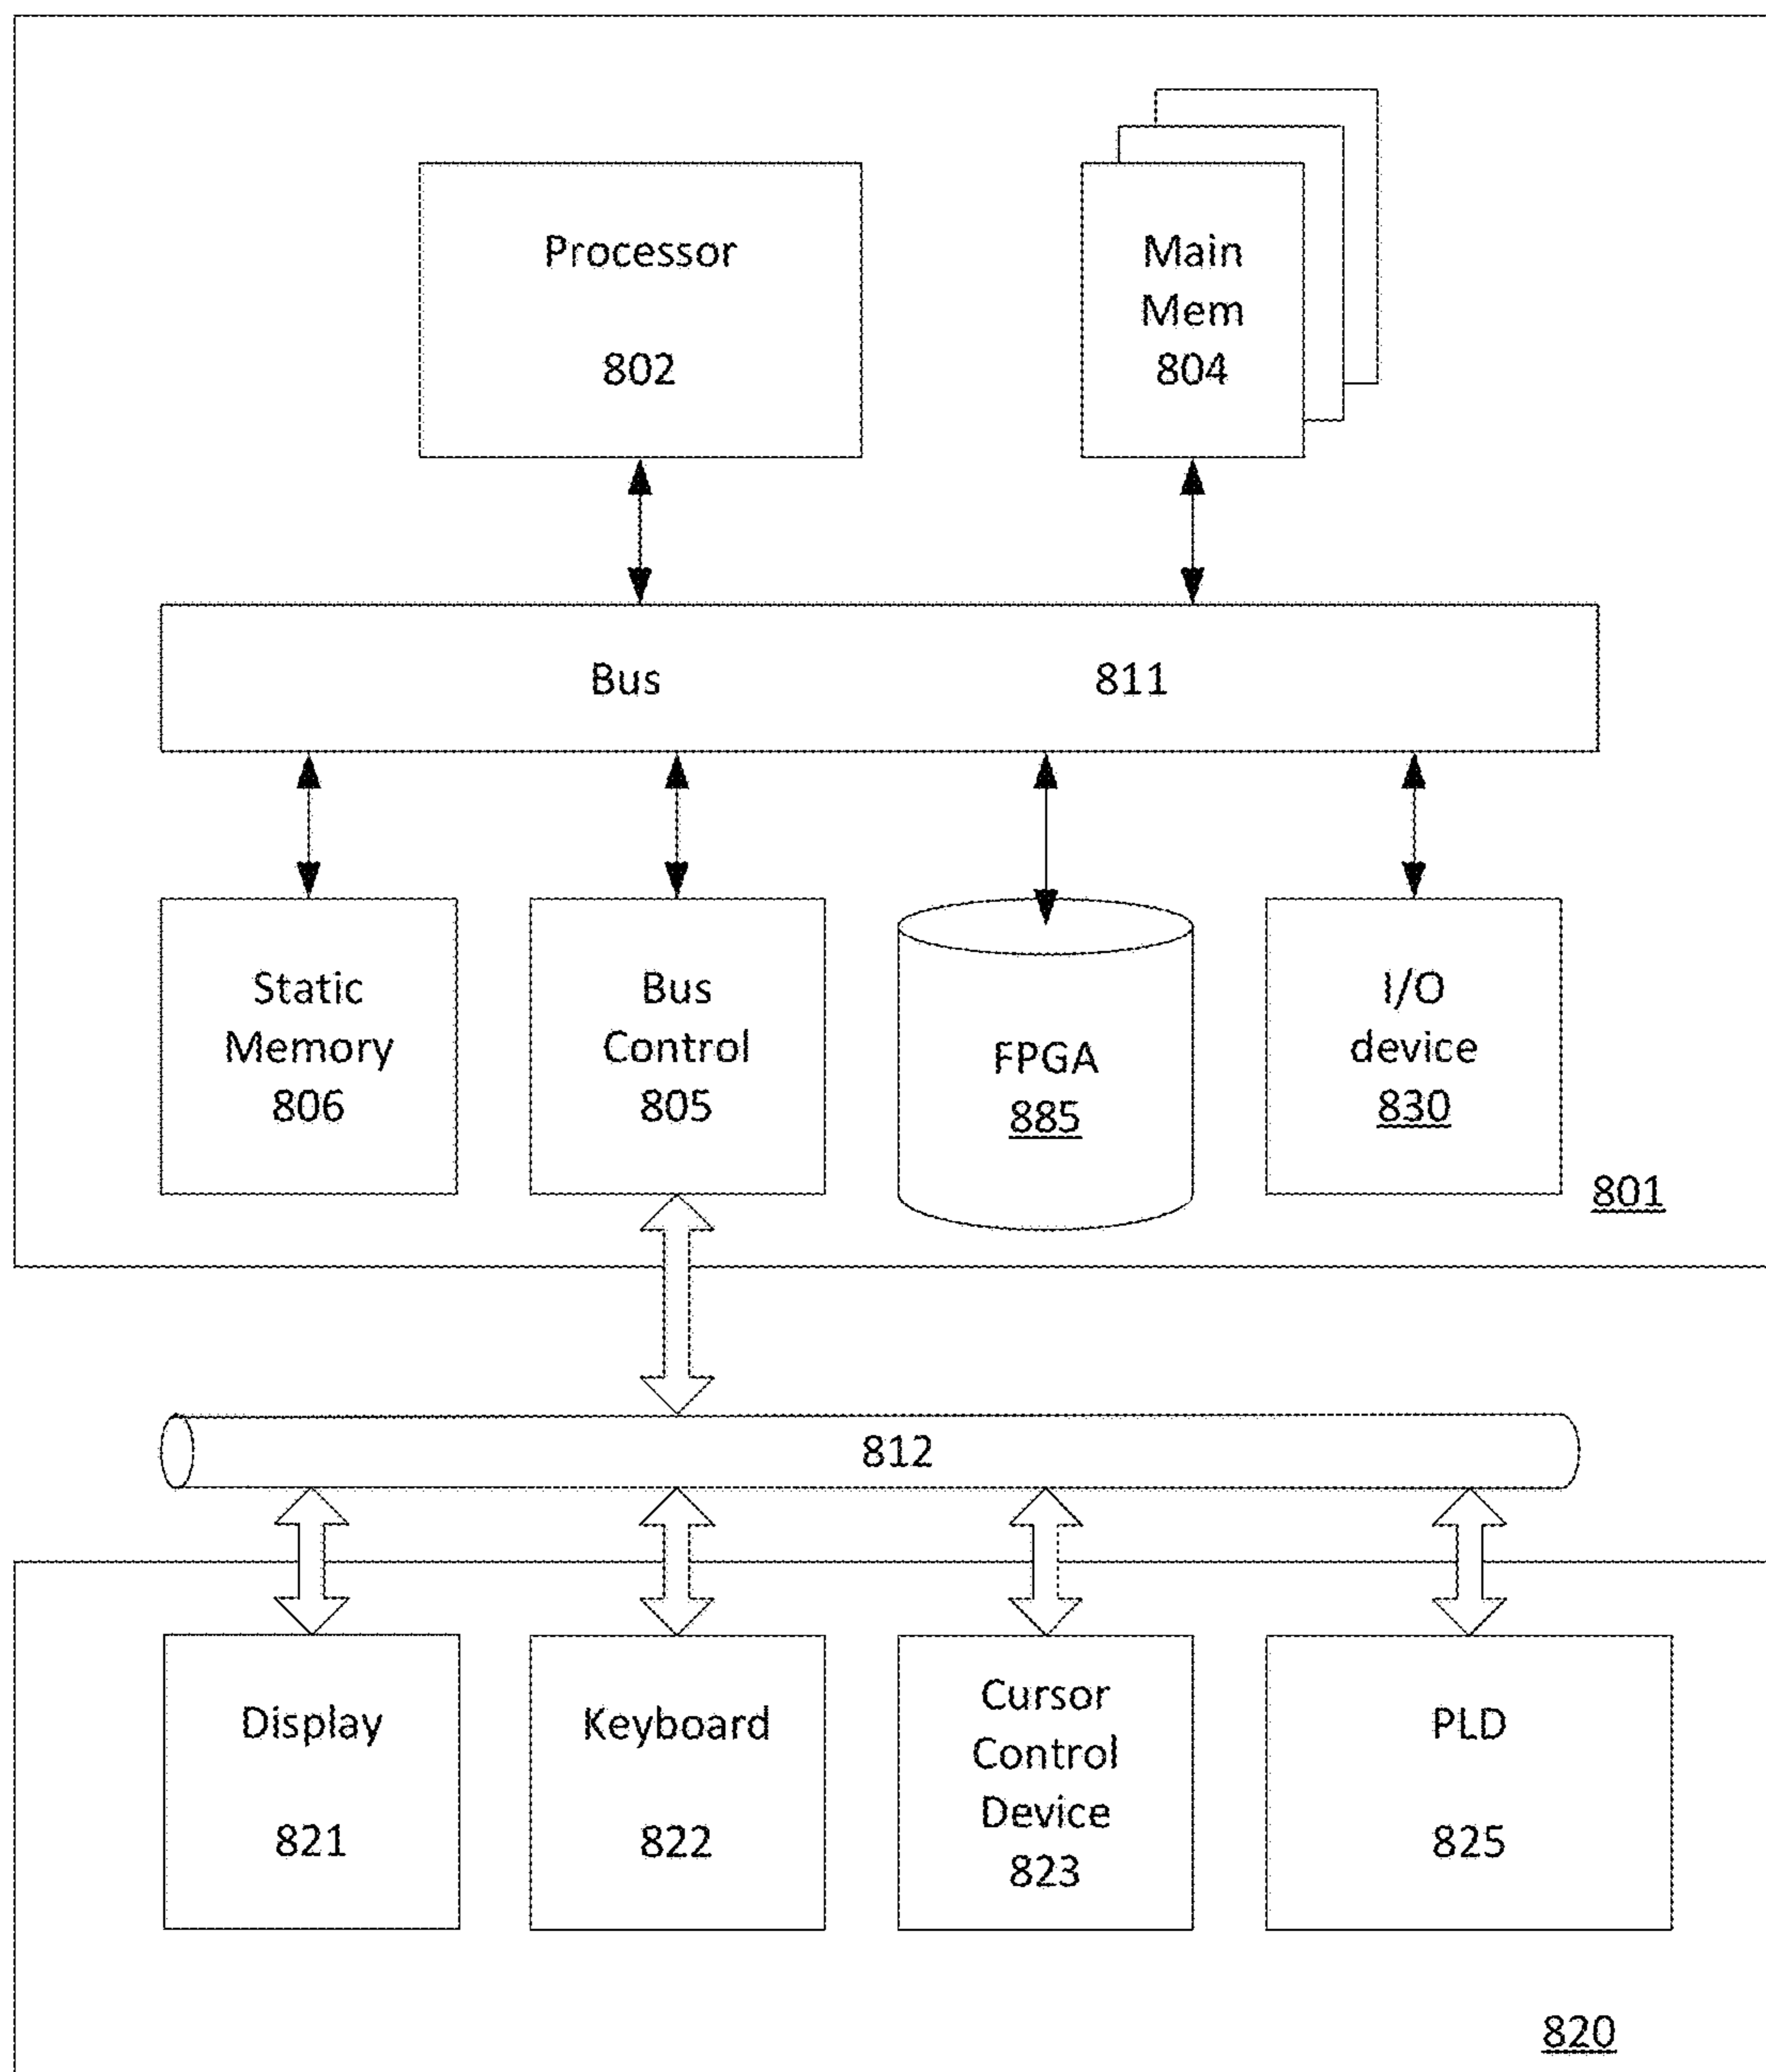 Processor
802
Main
Mem
804
Bus 811
Static
Memory
806
Bus
Control
805
FPGA
885
I/O
device
830
801
812
Display
821
Keyboard
822
Cursor
Control
Device
823
PLD
825
820